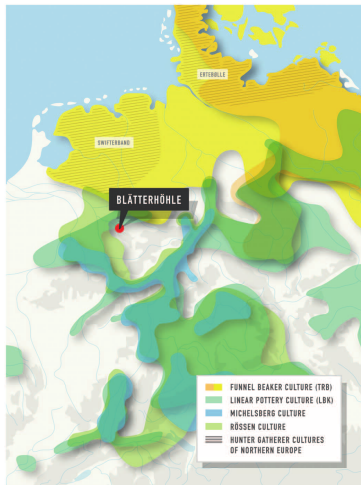 ERTEBØLLE
SWIFTERBAND
BLÄTTERHÖHLE
FUNNEL BEAKER CULTURE (TRB)
LINEAR POTTERY CULTURE (LBK)
MICHELSBERG CULTURE
RÖSSEN CULTURE
HUNTER GATHERER CULTURES
OF NORTHERN EUROPE